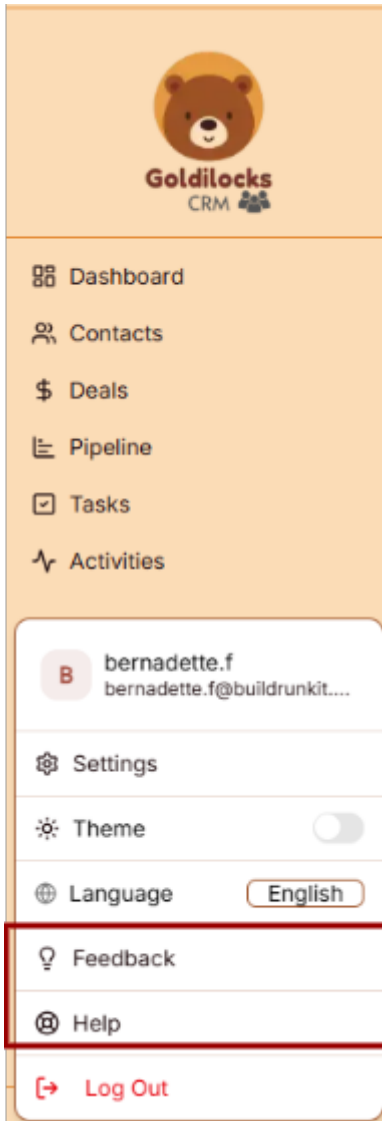 Goldilocks
CRM
Dashboard
Contacts
Deals
Pipeline
Tasks
Activities
B
bernadette.f
bernadette.f@buildrunkit....
Settings
Theme
Language
English
Feedback
Help
Log Out